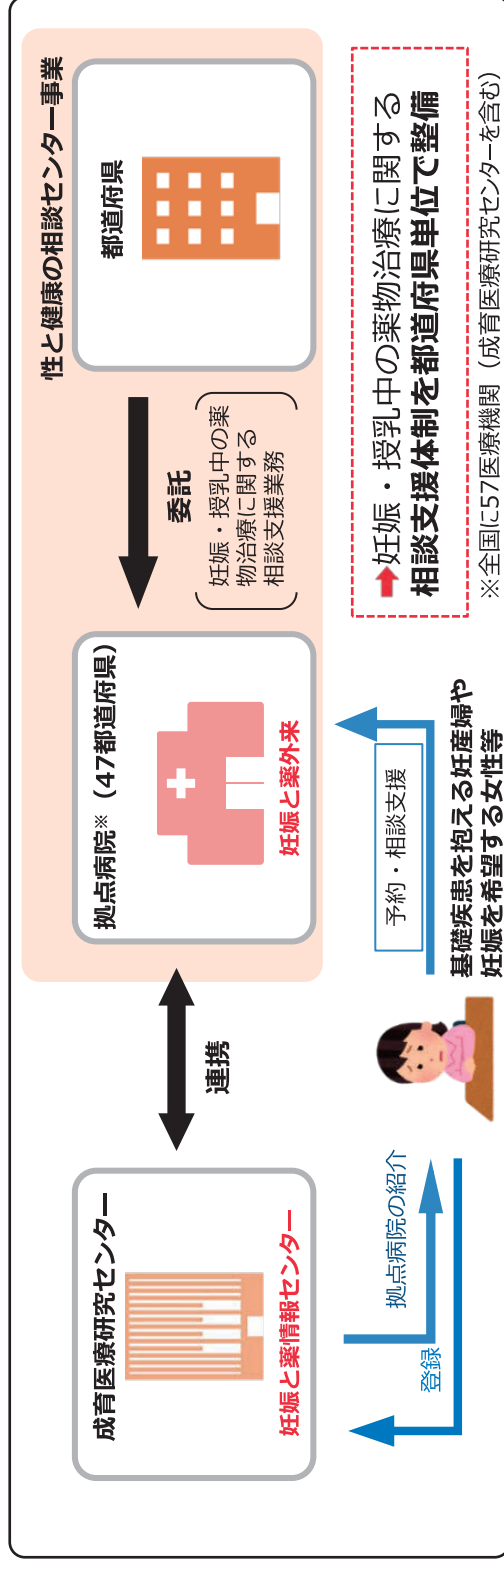 性と健康の相談センター事業
成育医療研究センター
妊娠と薬情報センター
連携
拠点病院※（47都道府県）
妊娠と薬外来
委託
妊娠・授乳中の薬
物治療に関する
相談支援業務
都道府県
登録
拠点病院の紹介
基礎疾患を抱える妊産婦や
妊娠を希望する女性等
予約・相談支援
➡妊娠・授乳中の薬物治療に関する
相談支援体制を都道府県単位で整備
※全国に57医療機関（成育医療研究センターを含む）